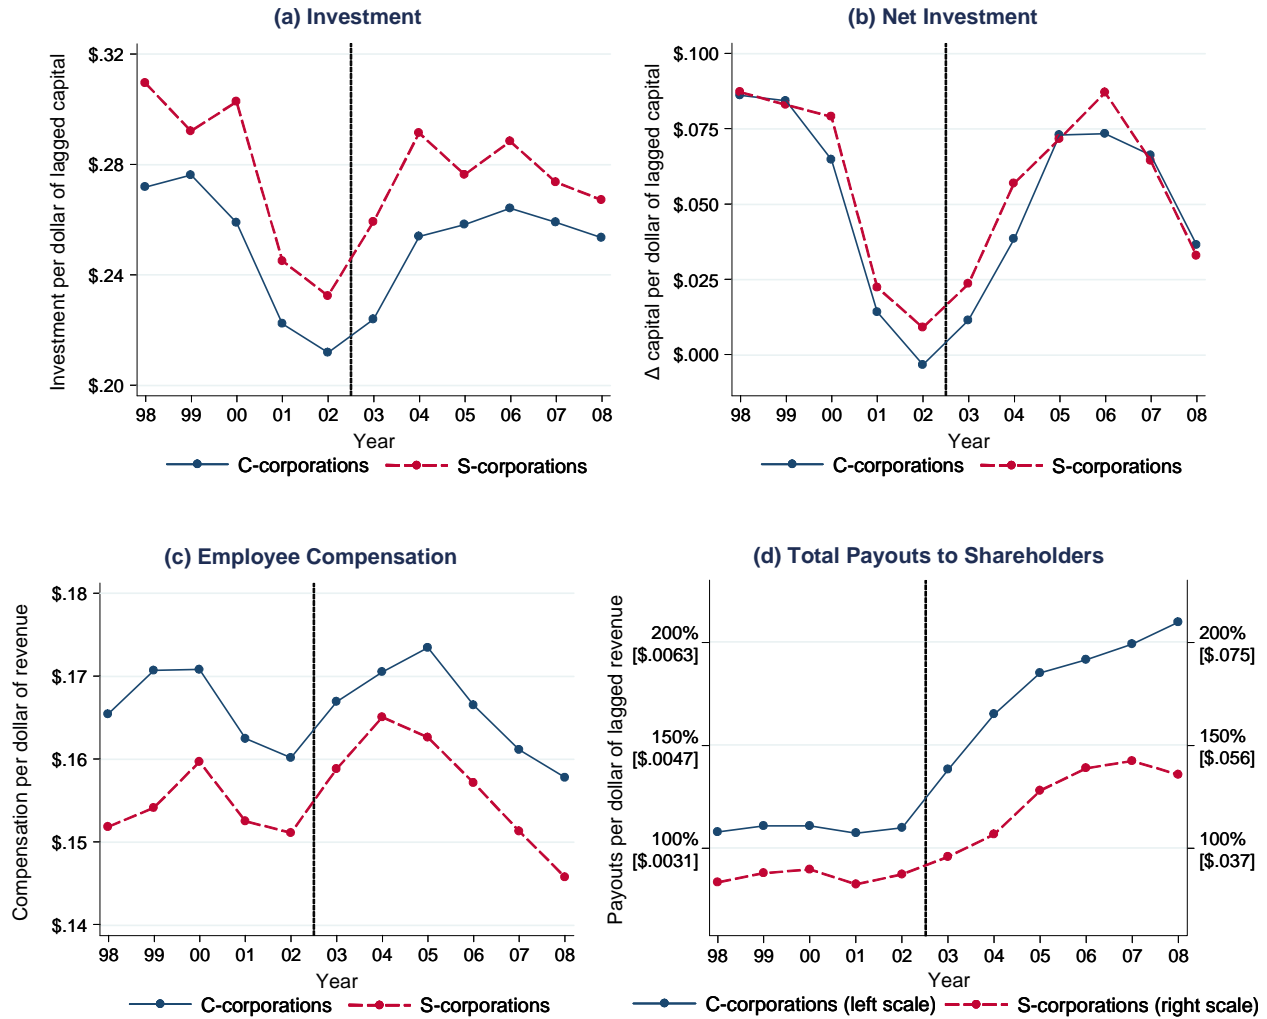 (a) Investment
Investment per dollar of lagged capital
$.32
$.28
$.24
$.20
98 99 00 01 02 03 04 05 06 07 08
Year
C-corporations S-corporations
(b) Net Investment
Δ capital per dollar of lagged capital
$.100
$.075
$.050
$.025
$.000
98 99 00 01 02 03 04 05 06 07 08
Year
C-corporations S-corporations
(c) Employee Compensation
Compensation per dollar of revenue
$.18
$.17
$.16
$.15
$.14
98 99 00 01 02 03 04 05 06 07 08
Year
C-corporations S-corporations
(d) Total Payouts to Shareholders
Payouts per dollar of lagged revenue
200%
[$.0063]
150%
[$.0047]
100%
[$.0031]
200%
[$.075]
150%
[$.056]
100%
[$.037]
98 99 00 01 02 03 04 05 06 07 08
Year
C-corporations (left scale) S-corporations (right scale)